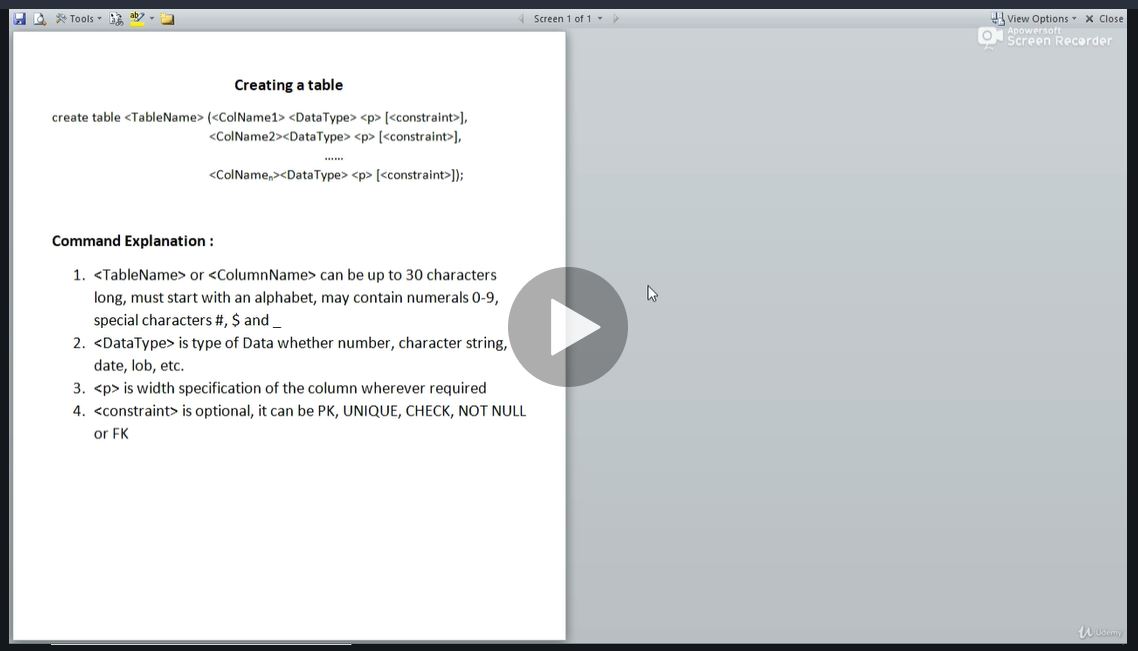 Tools
Screen 1 of 1
View Options
Close
Apowersoft
Screen Recorder
Creating a table
create table <TableName> (<ColName1> <DataType> <p> [<constraint>],
<ColName2><DataType> <p> [<constraint>],
......
<ColNamen><DataType> <p> [<constraint>]);
Command Explanation :
1. <TableName> or <ColumnName> can be up to 30 characters
long, must start with an alphabet, may contain numerals 0-9,
special characters #, $ and _
2. <DataType> is type of Data whether number, character string,
date, lob, etc.
3. <p> is width specification of the column wherever required
4. <constraint> is optional, it can be PK, UNIQUE, CHECK, NOT NULL
or FK
Udemy